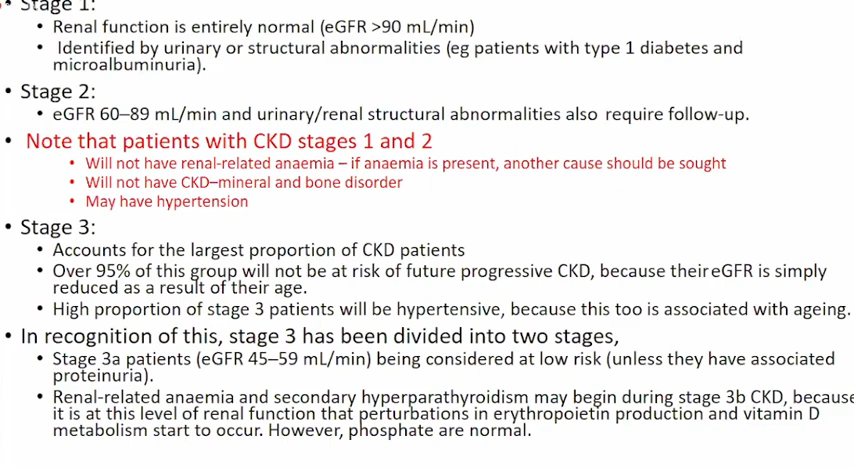 • Stage 1:
• Renal function is entirely normal (eGFR >90 mL/min)
• Identified by urinary or structural abnormalities (eg patients with type 1 diabetes and
microalbuminuria).
• Stage 2:
• eGFR 60–89 mL/min and urinary/renal structural abnormalities also require follow-up.
• Note that patients with CKD stages 1 and 2
• Will not have renal-related anaemia – if anaemia is present, another cause should be sought
• Will not have CKD–mineral and bone disorder
• May have hypertension
• Stage 3:
• Accounts for the largest proportion of CKD patients
• Over 95% of this group will not be at risk of future progressive CKD, because their eGFR is simply
reduced as a result of their age.
• High proportion of stage 3 patients will be hypertensive, because this too is associated with ageing.
• In recognition of this, stage 3 has been divided into two stages,
• Stage 3a patients (eGFR 45–59 mL/min) being considered at low risk (unless they have associated
proteinuria).
• Renal-related anaemia and secondary hyperparathyroidism may begin during stage 3b CKD, because
it is at this level of renal function that perturbations in erythropoietin production and vitamin D
metabolism start to occur. However, phosphate are normal.